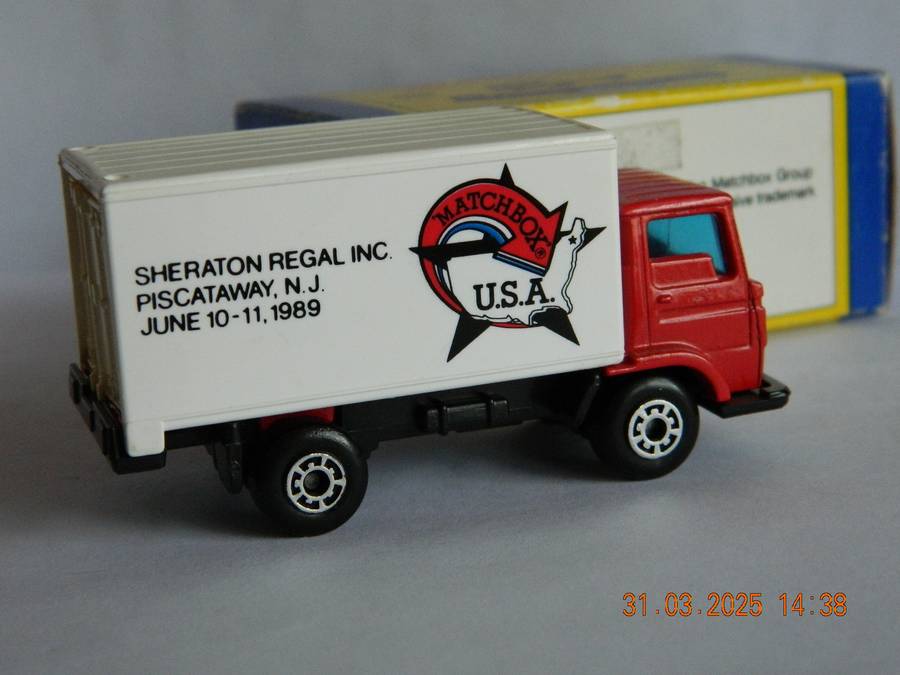 SHERATON REGAL INC.
PISCATAWAY, N.J.
JUNE 10-11, 1989
MATCHBOX®
U.S.A.
Matchbox Group
trademark
31.03.2025 14:38